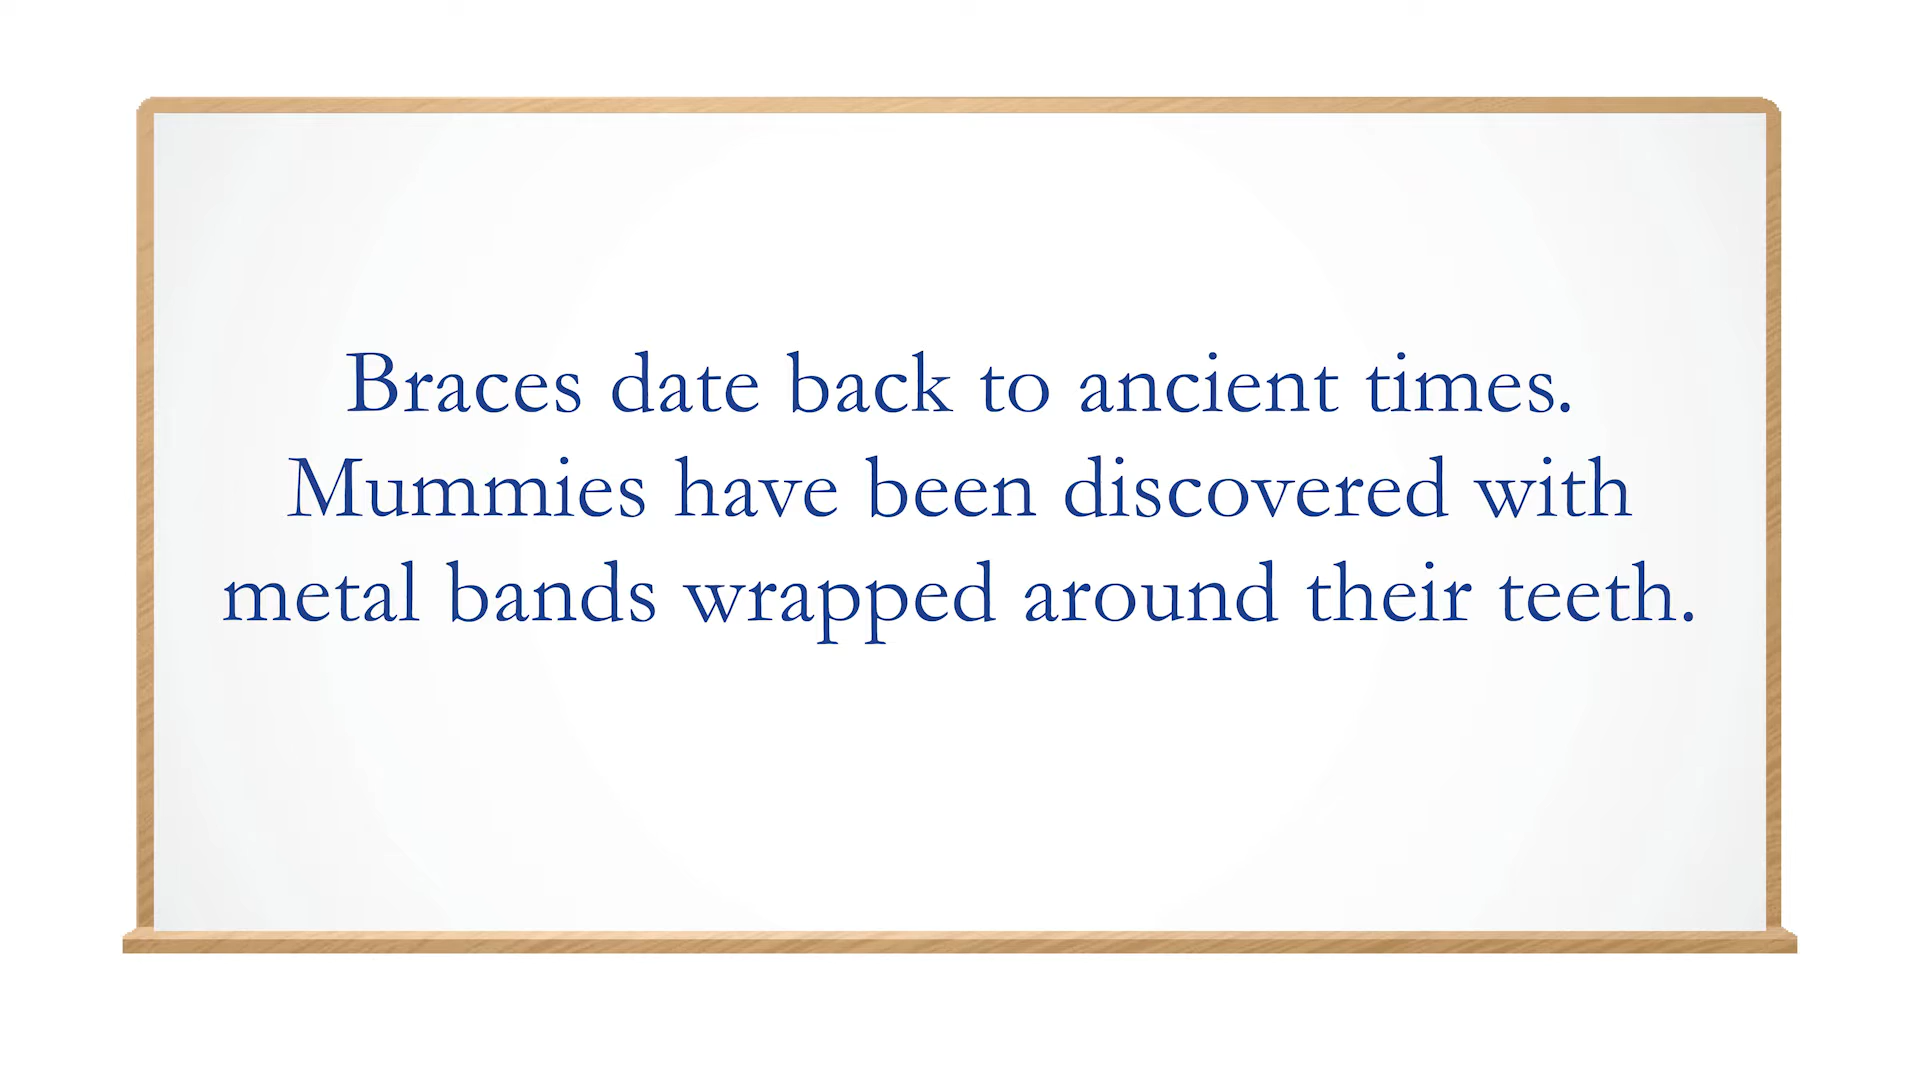 Braces date back to ancient times.
Mummies have been discovered with
metal bands wrapped around their teeth.